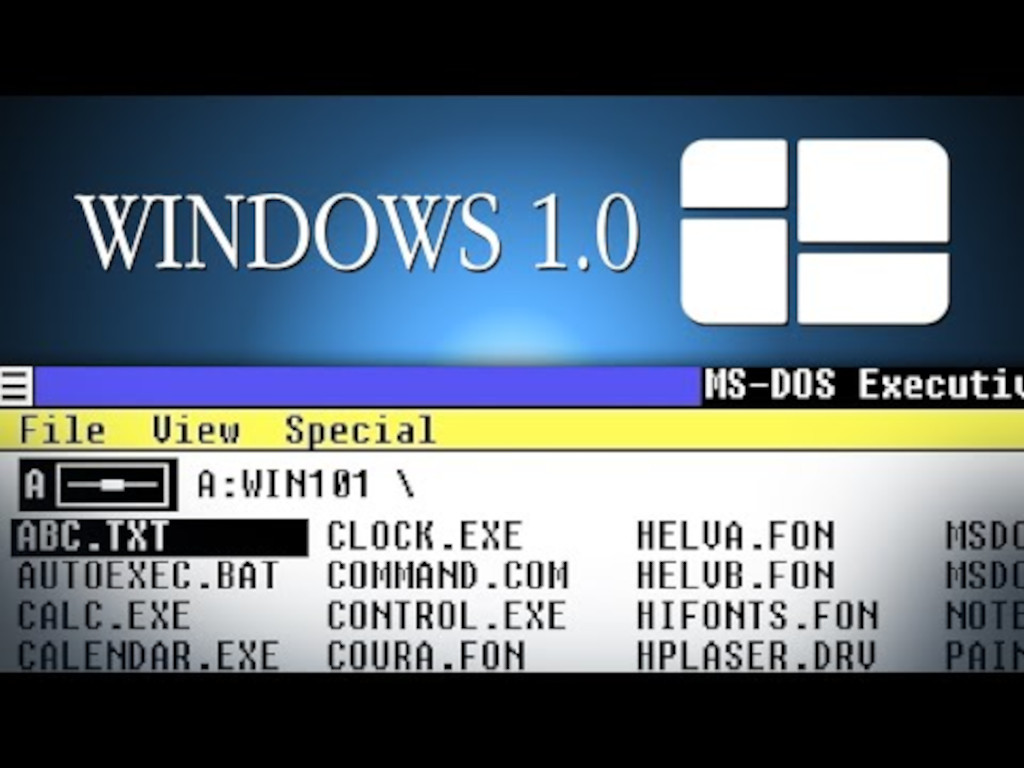 WINDOWS 1.0
MS-DOS
File View Special
A A:WIN101 \
ABC.TXT CLOCK.EXE HELVA.FON
AUTOEXEC.BAT COMMAND.COM HELVB.FON
CALC.EXE CONTROL.EXE HIFONTS.FON
CALENDAR.EXE COURA.FON HPLASER.DRV